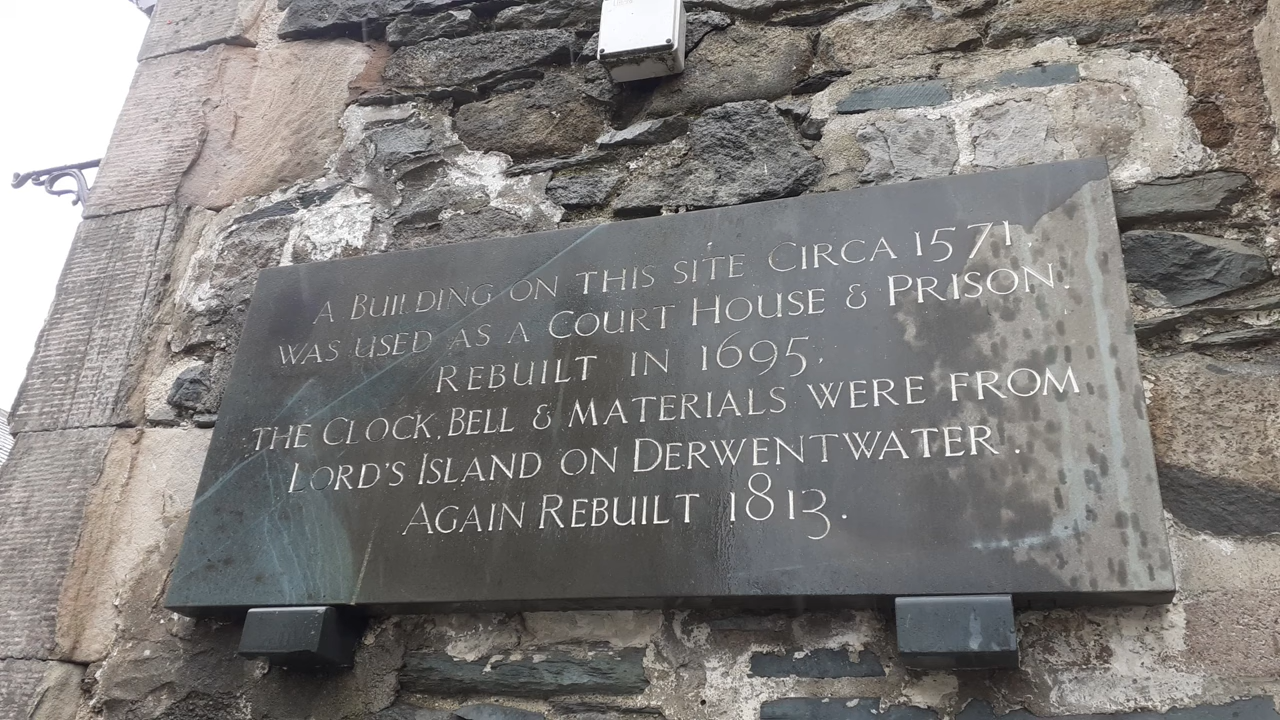 A BUILDING ON THIS SITE CIRCA 1571,
WAS USED AS A COURT HOUSE & PRISON.
REBUILT IN 1695,
THE CLOCK, BELL & MATERIALS WERE FROM
LORD'S ISLAND ON DERWENTWATER.
AGAIN REBUILT 1813.